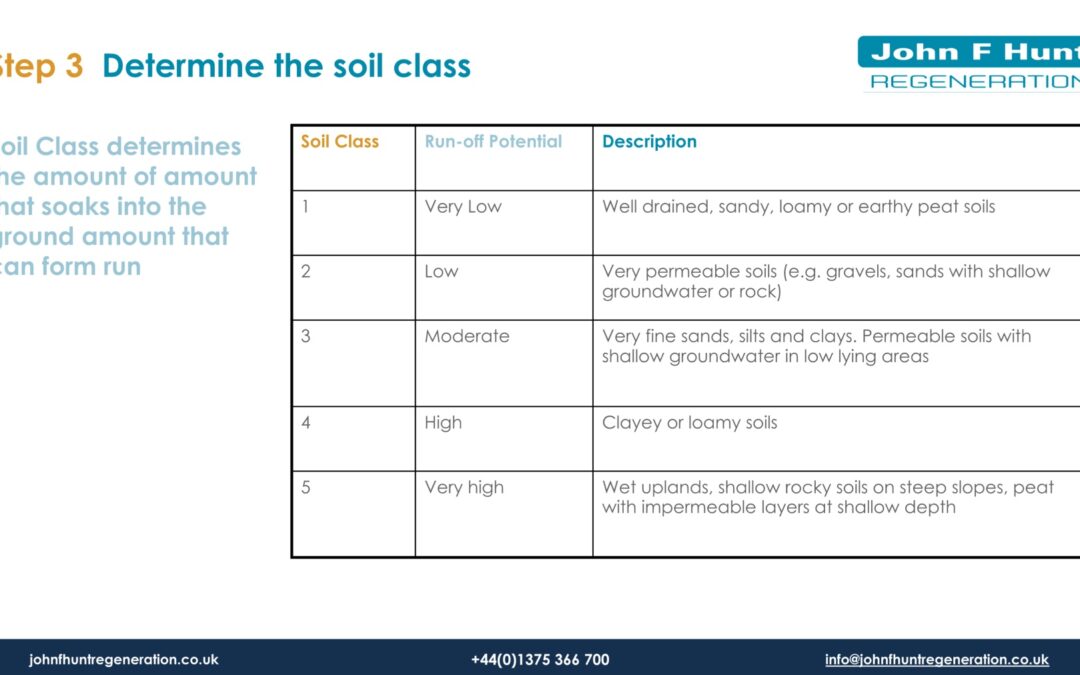 Step 3 Determine the soil class
John F Hunt
REGENERATION
oil Class determines
he amount of amount
hat soaks into the
ground amount that
can form run
Soil Class Run-off Potential Description
1 Very Low Well drained, sandy, loamy or earthy peat soils
2 Low Very permeable soils (e.g. gravels, sands with shallow
groundwater or rock)
3 Moderate Very fine sands, silts and clays. Permeable soils with
shallow groundwater in low lying areas
4 High Clayey or loamy soils
5 Very high Wet uplands, shallow rocky soils on steep slopes, peat
with impermeable layers at shallow depth
johnfhuntregeneration.co.uk +44(0)1375 366 700 info@johnfhuntregeneration.co.uk